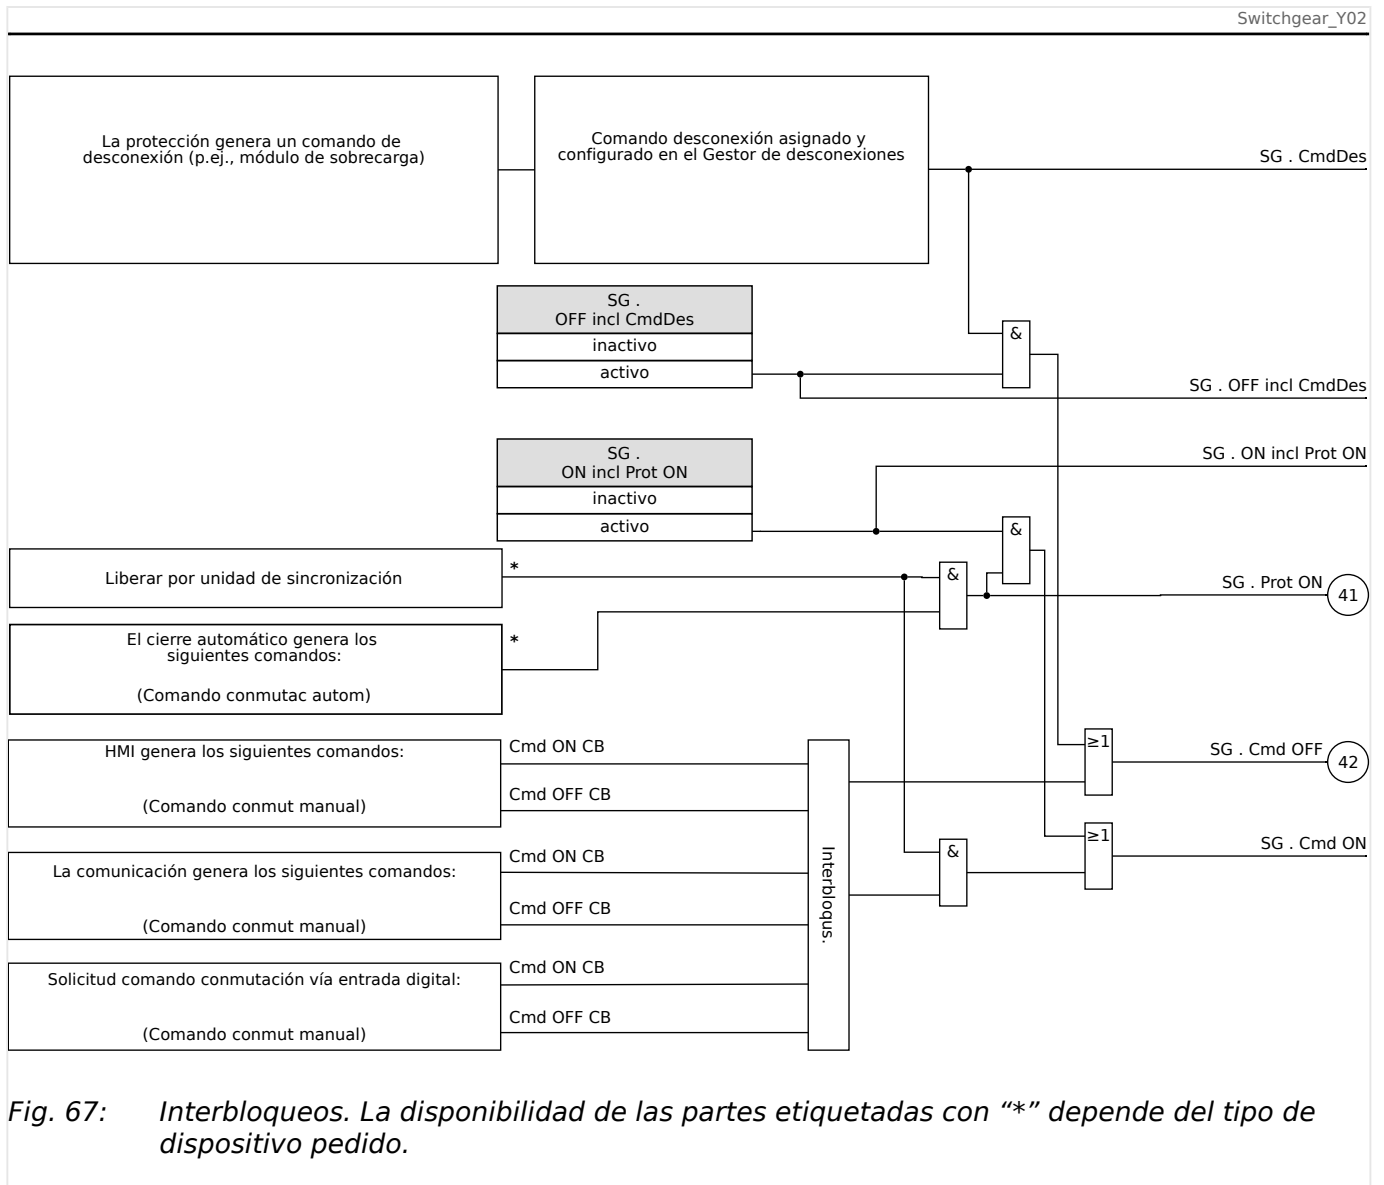 Switchgear_Y02
La protección genera un comando de
desconexión (p.ej., módulo de sobrecarga)
Comando desconexión asignado y
configurado en el Gestor de desconexiones
SG . CmdDes
SG .
OFF incl CmdDes
inactivo
activo
&
SG . OFF incl CmdDes
SG .
ON incl Prot ON
inactivo
activo
SG . ON incl Prot ON
&
Liberar por unidad de sincronización
*
&
SG . Prot ON
41
El cierre automático genera los
siguientes comandos:
(Comando conmutac autom)
*
HMI genera los siguientes comandos:
(Comando conmut manual)
Cmd ON CB
Cmd OFF CB
≥1
SG . Cmd OFF
42
La comunicación genera los siguientes comandos:
(Comando conmut manual)
Cmd ON CB
Cmd OFF CB
Interbloqus.
&
≥1
SG . Cmd ON
Solicitud comando conmutación vía entrada digital:
(Comando conmut manual)
Cmd ON CB
Cmd OFF CB
Fig. 67: Interbloqueos. La disponibilidad de las partes etiquetadas con “*” depende del tipo de
dispositivo pedido.